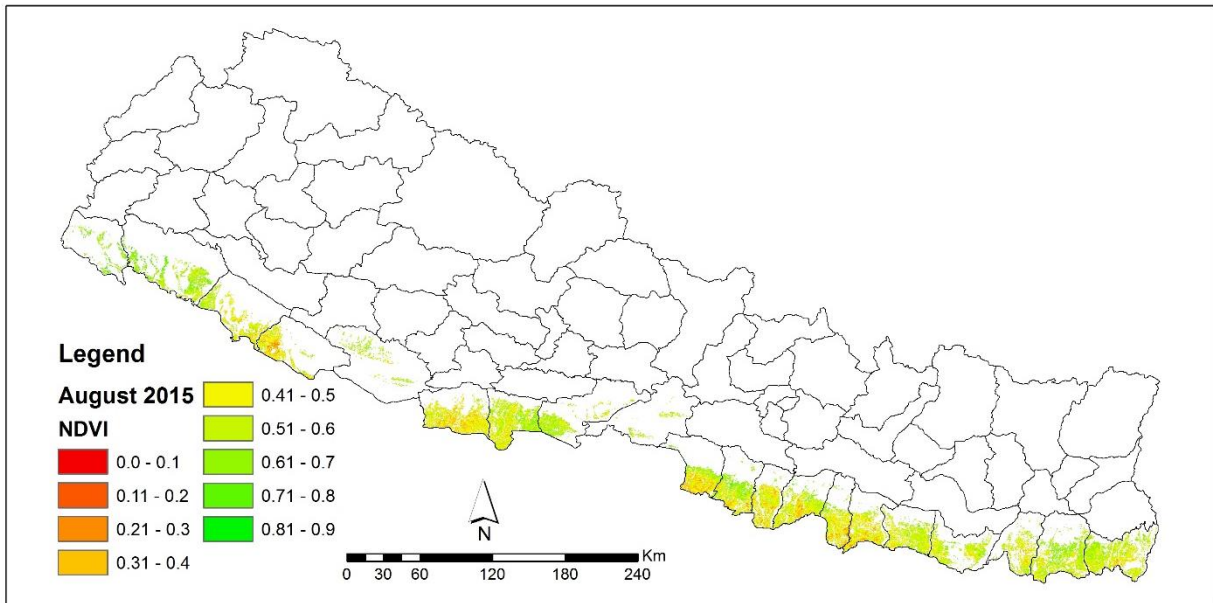 Legend
August 2015
NDVI
0.0 - 0.1
0.11 - 0.2
0.21 - 0.3
0.31 - 0.4
0.41 - 0.5
0.51 - 0.6
0.61 - 0.7
0.71 - 0.8
0.81 - 0.9
N
Km
0 30 60 120 180 240